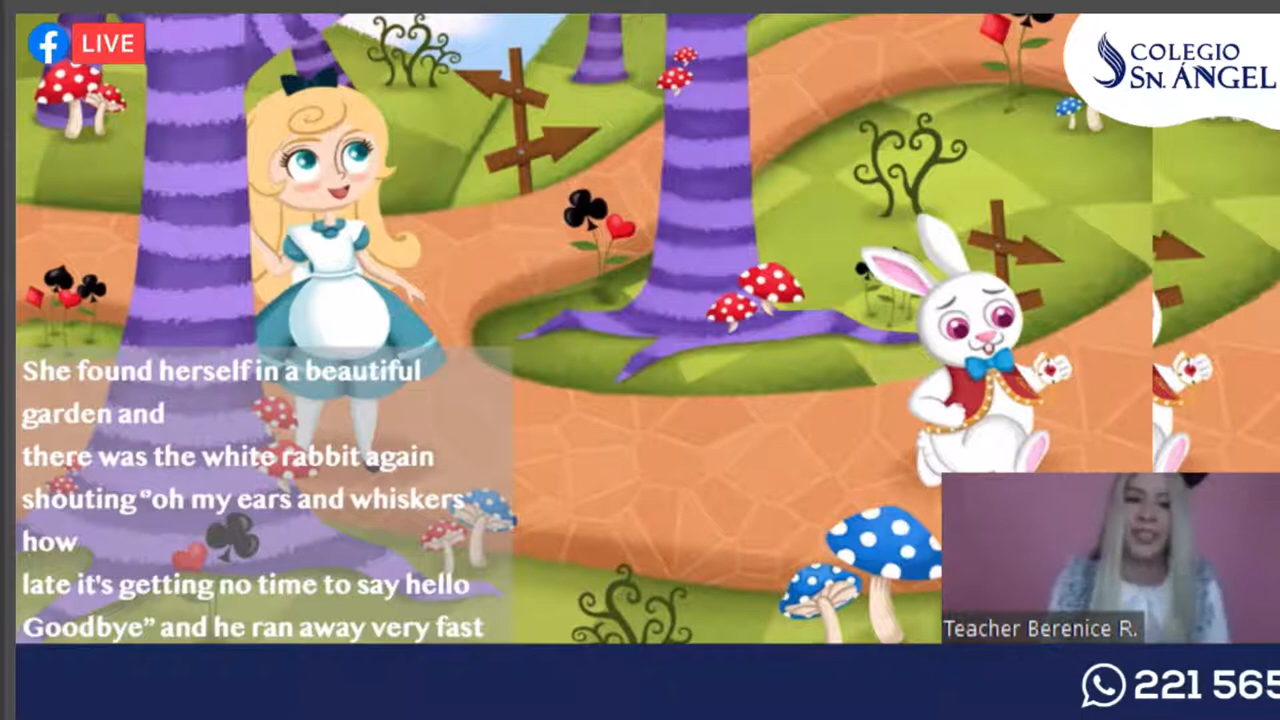 LIVE
COLEGIO
SN. ÁNGEL
She found herself in a beautiful
garden and
there was the white rabbit again
shouting "oh my ears and whiskers
how
late it's getting no time to say hello
Goodbye" and he ran away very fast
Teacher Berenice R.
221 565